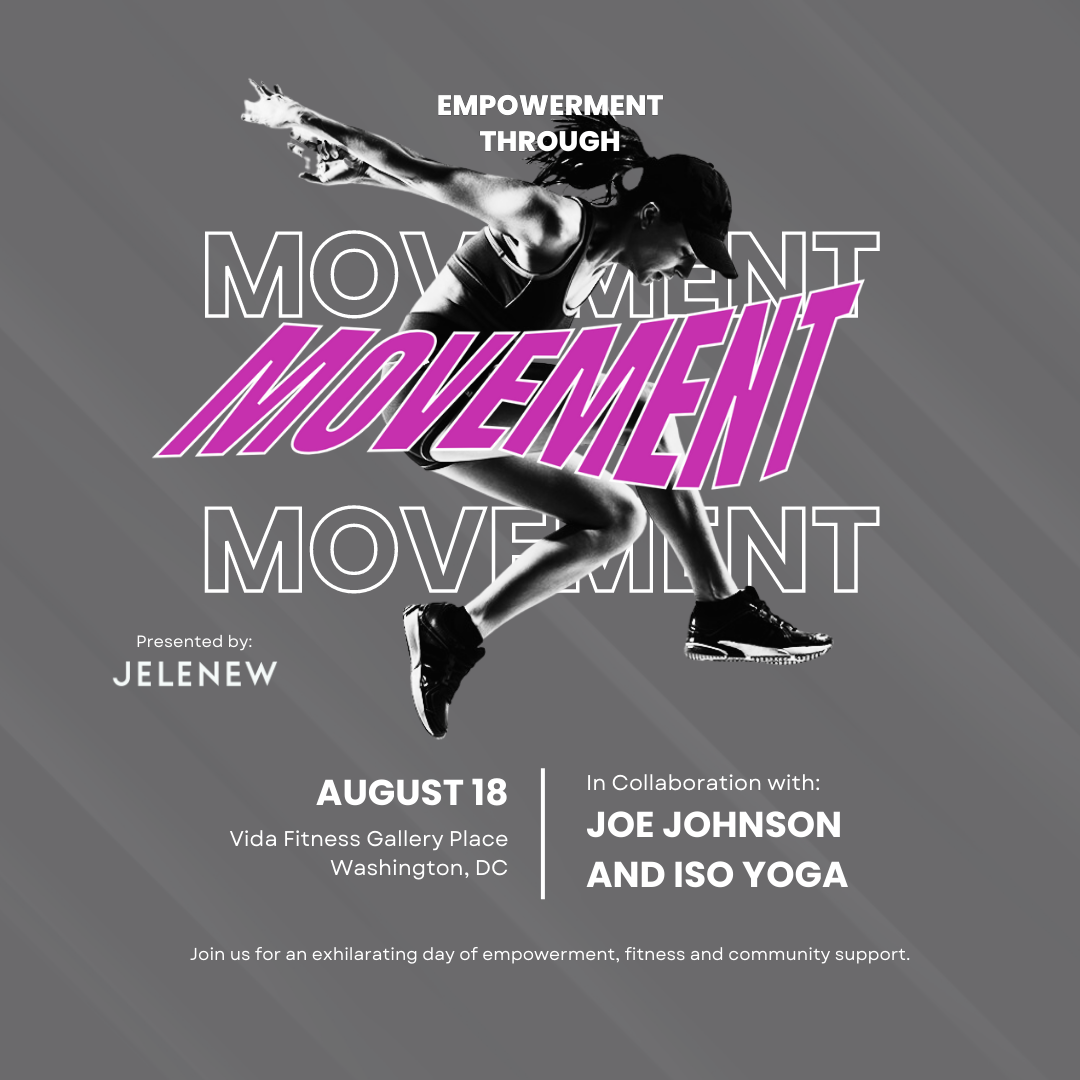 EMPOWERMENT
THROUGH
MOVEMENT
MOVEMENT
MOVEMENT
Presented by:
JELENEW
AUGUST 18
Vida Fitness Gallery Place
Washington, DC
In Collaboration with:
JOE JOHNSON
AND ISO YOGA
Join us for an exhilarating day of empowerment, fitness and community support.